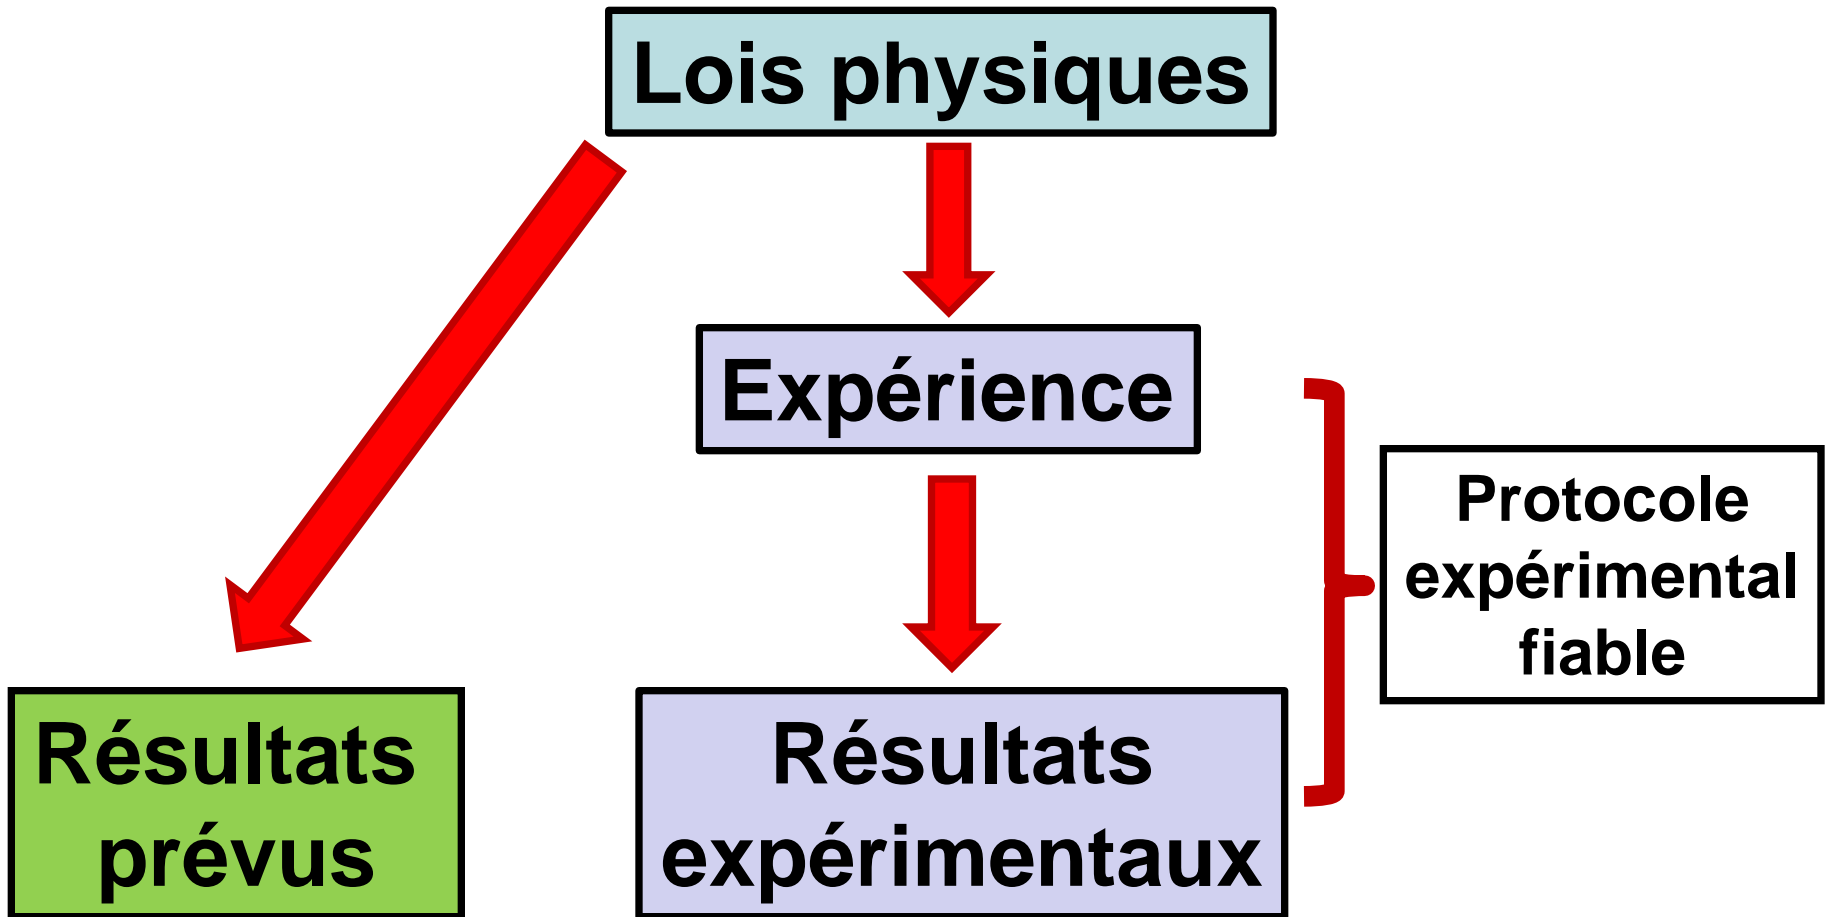 Lois physiques
Expérience
Protocole
expérimental
fiable
Résultats
prévus
Résultats
expérimentaux